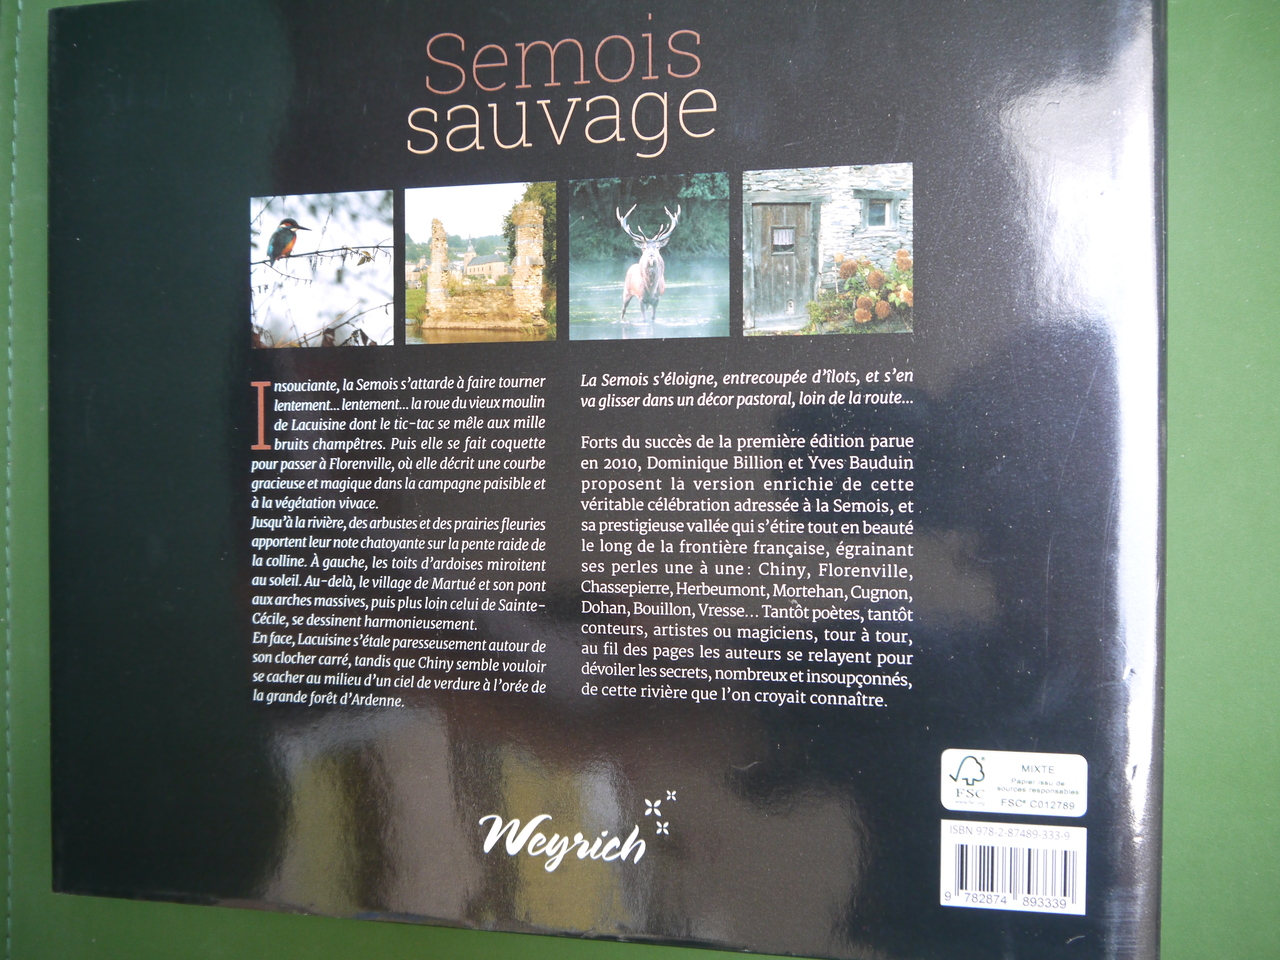 Semois
sauvage
Insouciante, la Semois s'attarde à faire tourner
lentement... lentement... la roue du vieux moulin
de Lacuisine dont le tic-tac se mêle aux mille
bruits champêtres. Puis elle se fait coquette
pour passer à Florenville, où elle décrit une courbe
gracieuse et magique dans la campagne paisible et
à la végétation vivace.
Jusqu'à la rivière, des arbustes et des prairies fleuries
apportent leur note chatoyante sur la pente raide de
la colline. À gauche, les toits d'ardoises miroitent
au soleil. Au-delà, le village de Martué et son pont
aux arches massives, puis plus loin celui de Sainte-
Cécile, se dessinent harmonieusement.
En face, Lacuisine s'étale paresseusement autour de
son clocher carré, tandis que Chiny semble vouloir
se cacher au milieu d'un ciel de verdure à l'orée de
la grande forêt d'Ardenne.
La Semois s'éloigne, entrecoupée d'îlots, et s'en
va glisser dans un décor pastoral, loin de la route...
Forts du succès de la première édition parue
en 2010, Dominique Billion et Yves Bauduin
proposent la version enrichie de cette
véritable célébration adressée à la Semois, et
sa prestigieuse vallée qui s'étire tout en beauté
le long de la frontière française, égrainant
ses perles une à une : Chiny, Florenville,
Chassepierre, Herbeumont, Mortehan, Cugnon,
Dohan, Bouillon, Vresse... Tantôt poètes, tantôt
conteurs, artistes ou magiciens, tour à tour,
au fil des pages les auteurs se relayent pour
dévoiler les secrets, nombreux et insoupçonnés,
de cette rivière que l'on croyait connaître.
Weyrich
FSC
www.fsc.org
MIXTE
Papier issu de
sources responsables
FSC® C012789
ISBN 978-2-87489-333-9
9 782874 893339